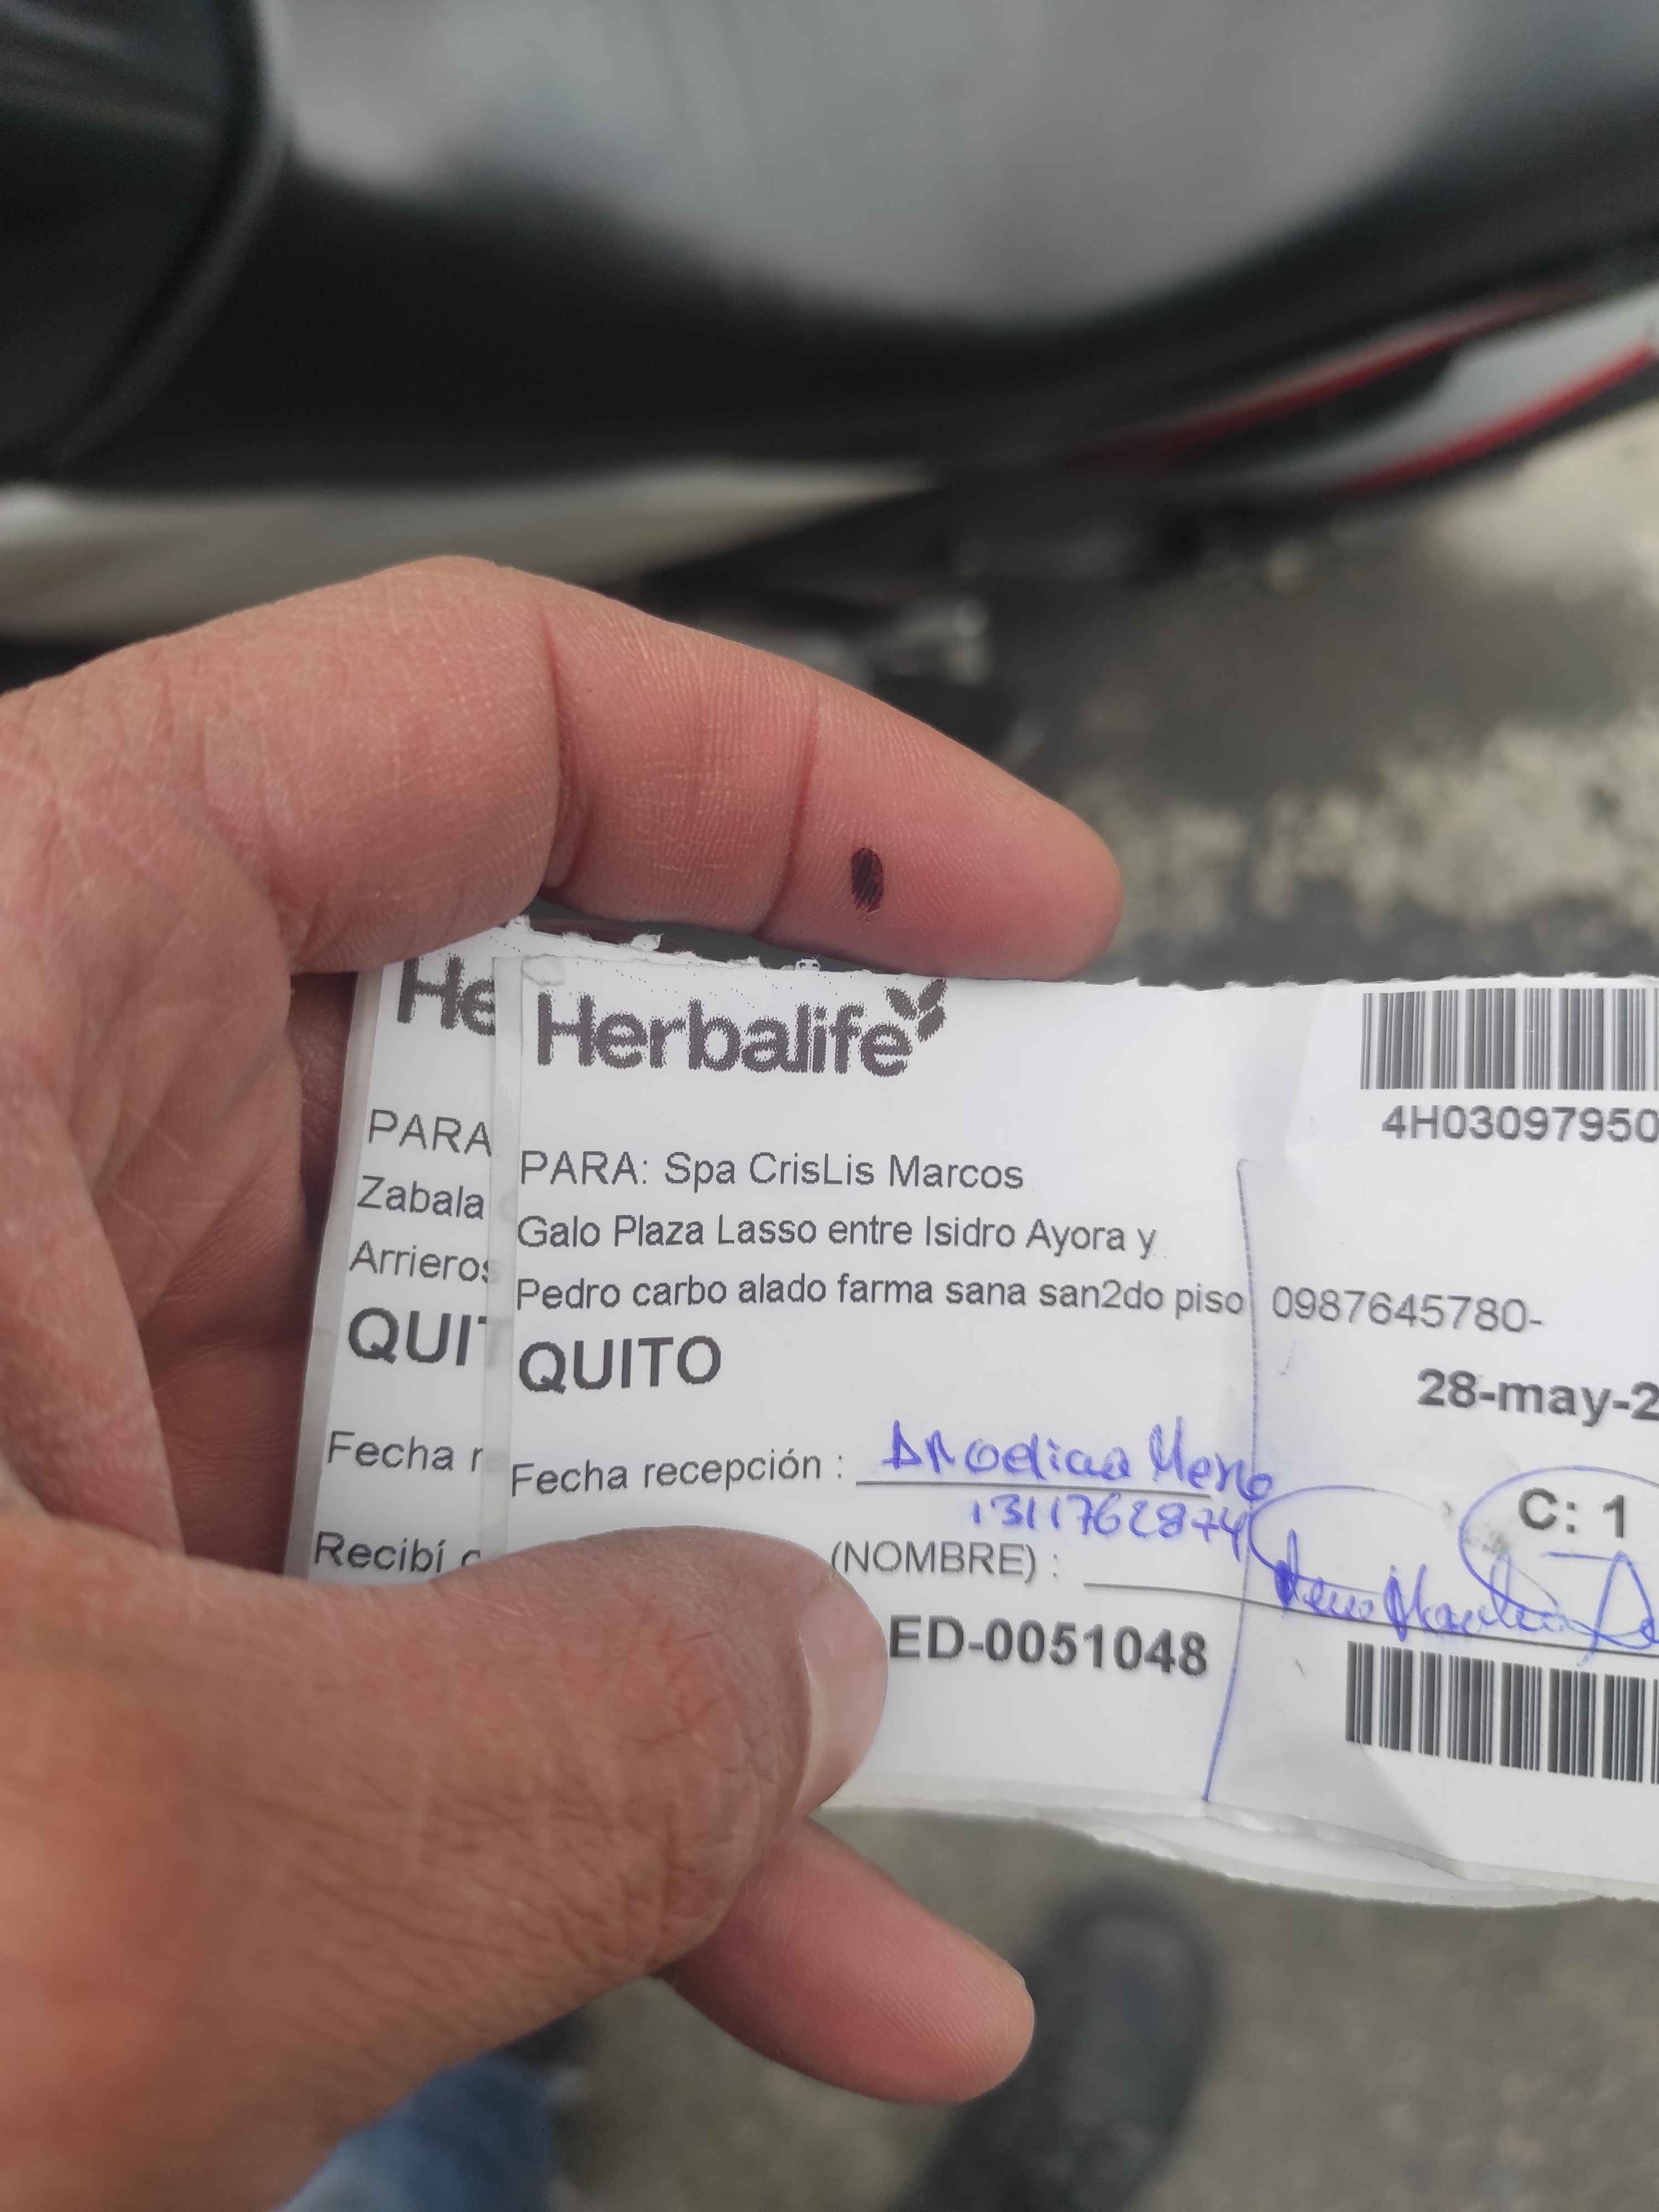 He
PARA
Zabala
Arrieros
QUIT
Fecha r
Recibí c
Herbalife
4H03097950
PARA: Spa CrisLis Marcos
Galo Plaza Lasso entre Isidro Ayora y
Pedro carbo alado farma sana san2do piso 0987645780-
QUITO
28-may-2
Fecha recepción :
1311762874
C: 1
(NOMBRE) :
ED-0051048